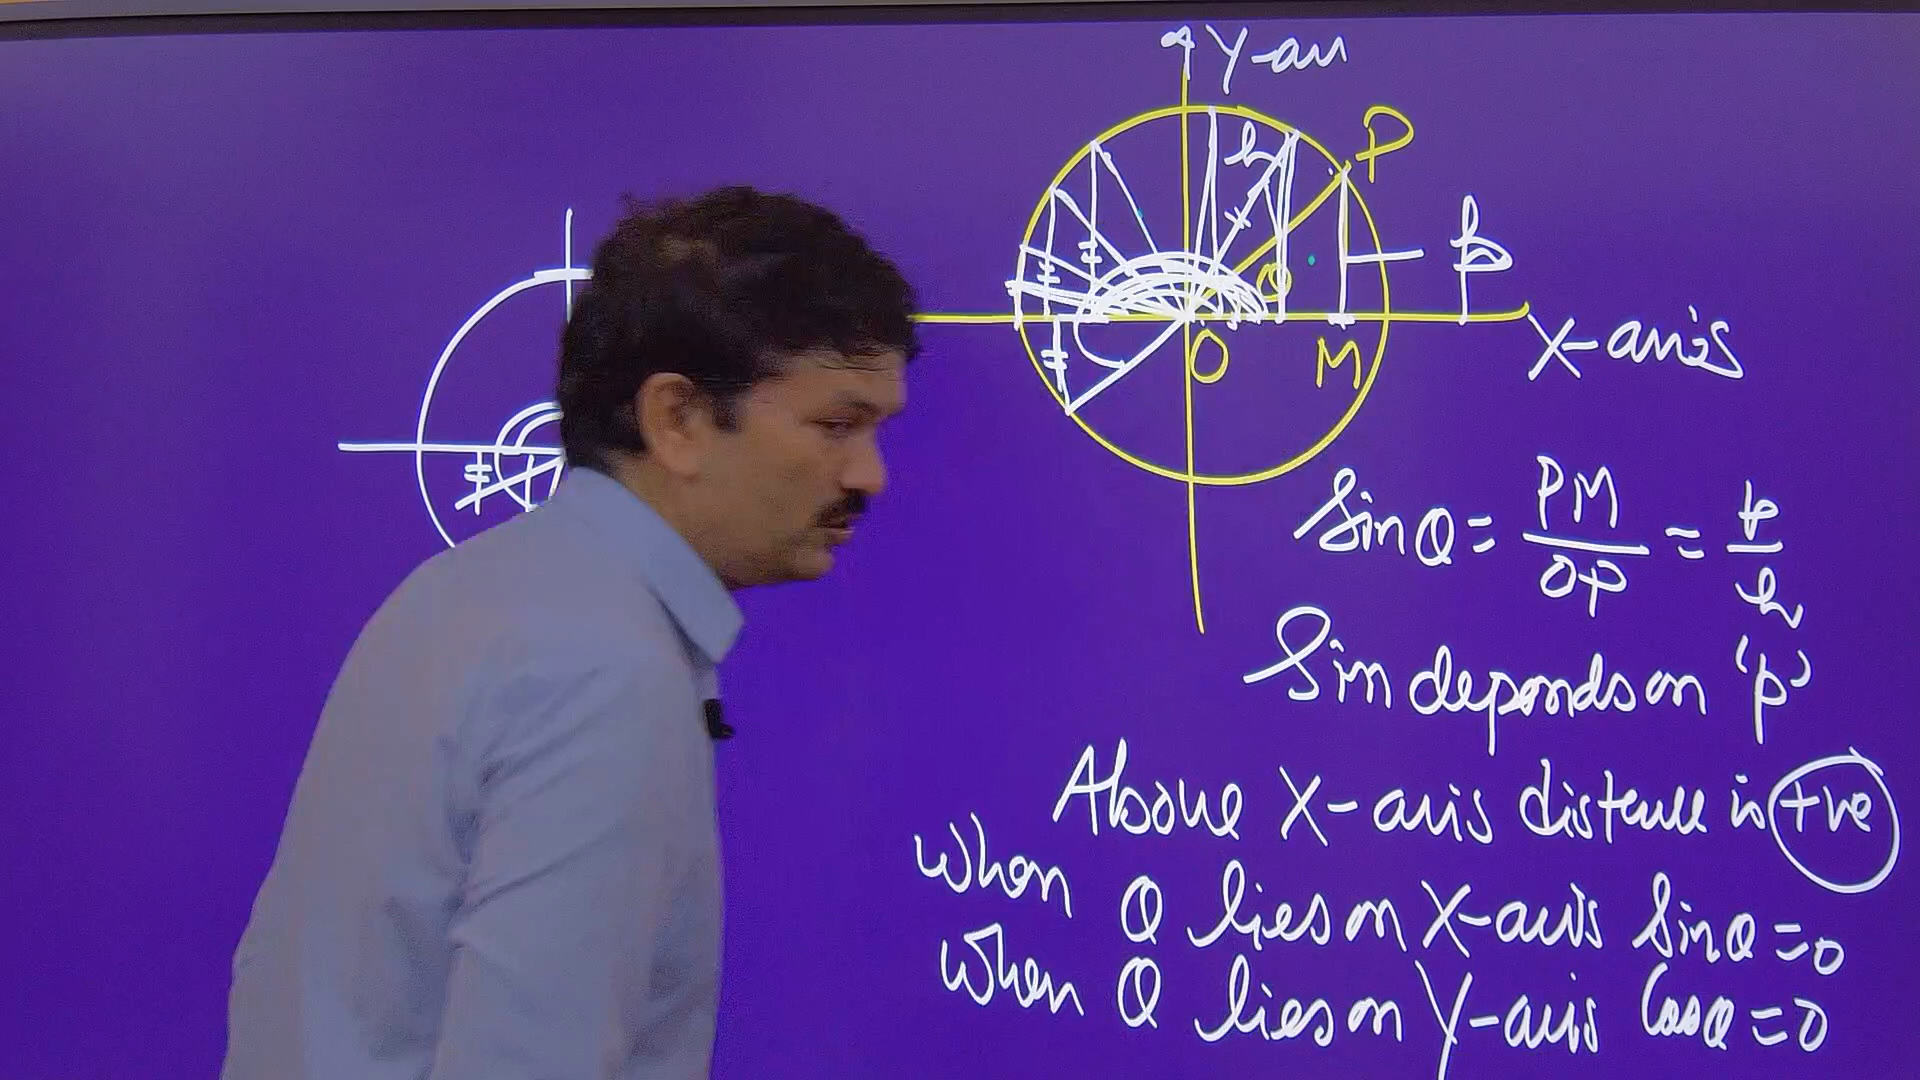 Y-axi
h
P
θ
p
X-axis
O
M
Sin θ = PM/OP = p/h
Sin depends on 'p'
Above X-axis distance is +ve
When θ lies on X-axis Sin θ = 0
When θ lies on Y-axis Cos θ = 0